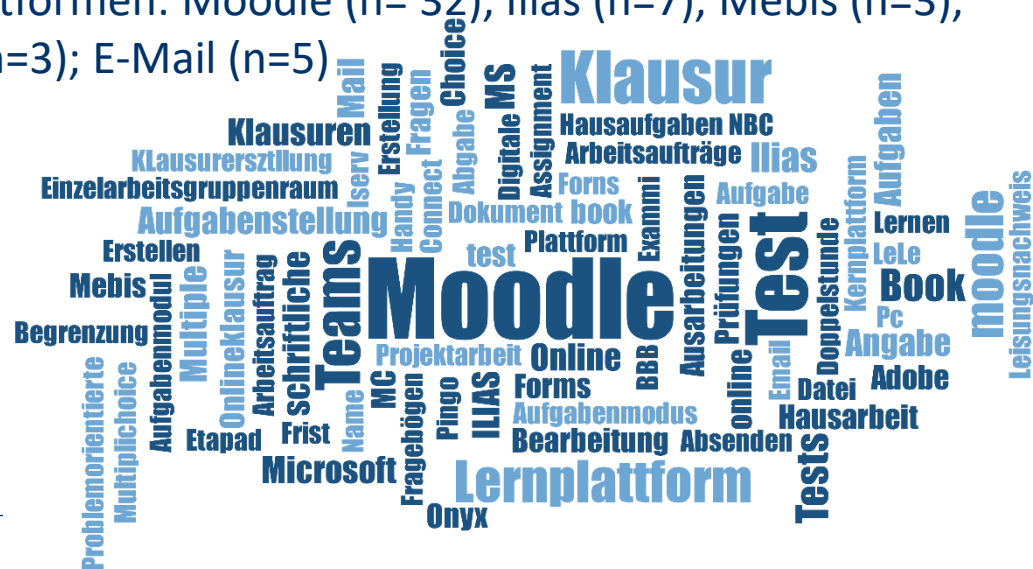 tformen: Moodle (n= 32), Ilias (n=7), Mebis (n=3),
n=3); E-Mail (n=5)
Choice
Mail
Erstellung
Fragen
MS
Klausur
Aufgaben
Klausuren
Abgabe
Digitale
Assignment
Hausaufgaben NBC
KLausurersztllung
Iserv
Arbeitsaufträge
Ilias
Einzelarbeitsgruppenraum
Handy
Connect
Forns
Exammi
Ausarbeitungen
Aufgabe
Kernplattform
moodle
Leisungsnachweis
Aufgabenstellung
Dokument book
Prüfungen
Test
Doppelstunde
Lernen
Erstellen
test
Plattform
LeLe
Mebis
Multiple
Onlineklausur
Arbeitsauftrag
schriftliche
Teams
Moodle
Book
Begrenzung
Aufgabenmodul
Pc
Projektarbeit
Online
BBB
online
Email
Angabe
Problemorientierte
Multiplichoice
Name
MC
Fragebögen
Pingo
ILIAS
Forms
Datei
Adobe
Aufgabenmodus
Hausarbeit
Etapad
Frist
Bearbeitung
Absenden
Tests
Microsoft
Lernplattform
Onyx